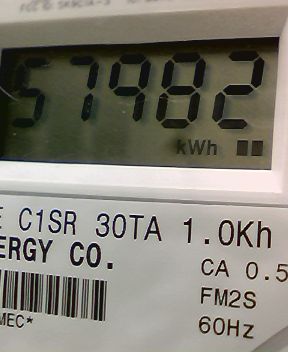 57982
kWh
E C1SR 30TA 1.0Kh
ERGY CO.
CA 0.5
FM2S
60Hz
MEC*